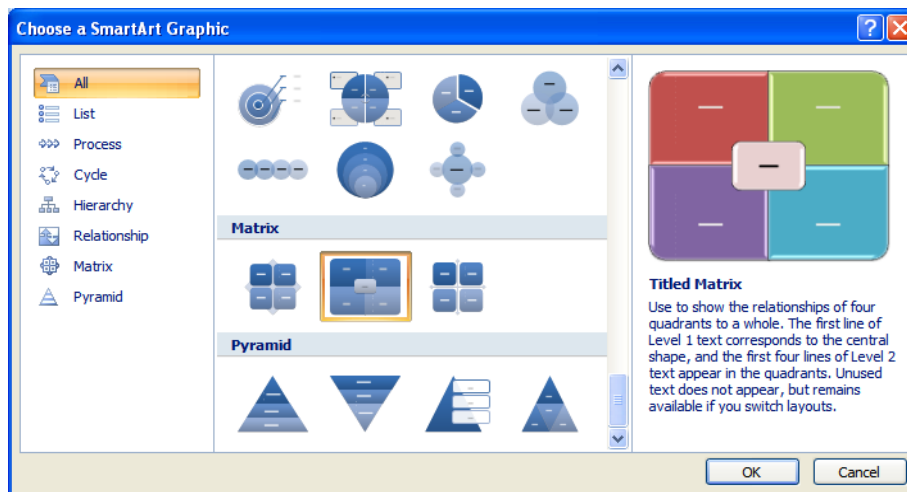 Choose a SmartArt Graphic
All
List
Process
Cycle
Hierarchy
Relationship
Matrix
Pyramid
Matrix
Pyramid
Titled Matrix
Use to show the relationships of four
quadrants to a whole. The first line of
Level 1 text corresponds to the central
shape, and the first four lines of Level 2
text appear in the quadrants. Unused
text does not appear, but remains
available if you switch layouts.
OK
Cancel